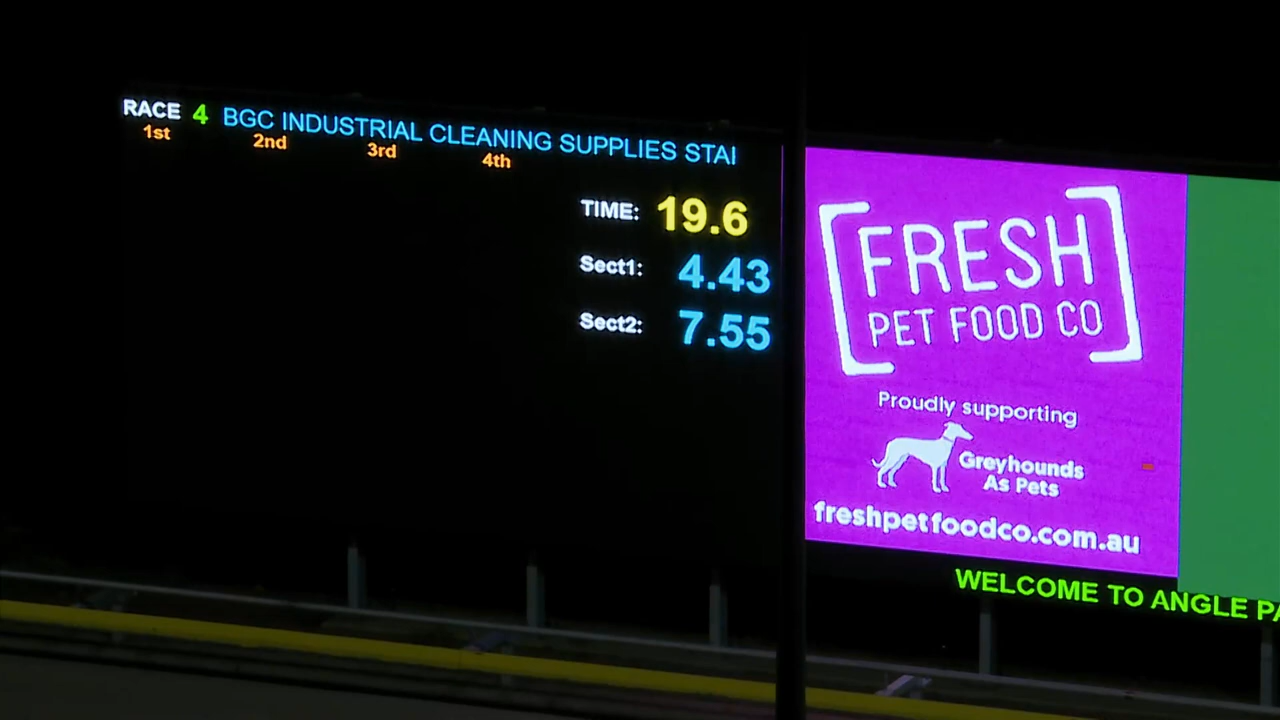 RACE 4 BGC INDUSTRIAL CLEANING SUPPLIES STAI
1st 2nd 3rd 4th
TIME: 19.6
Sect1: 4.43
Sect2: 7.55
[FRESH
PET FOOD CO]
Proudly supporting
Greyhounds
As Pets
freshpetfoodco.com.au
WELCOME TO ANGLE PA